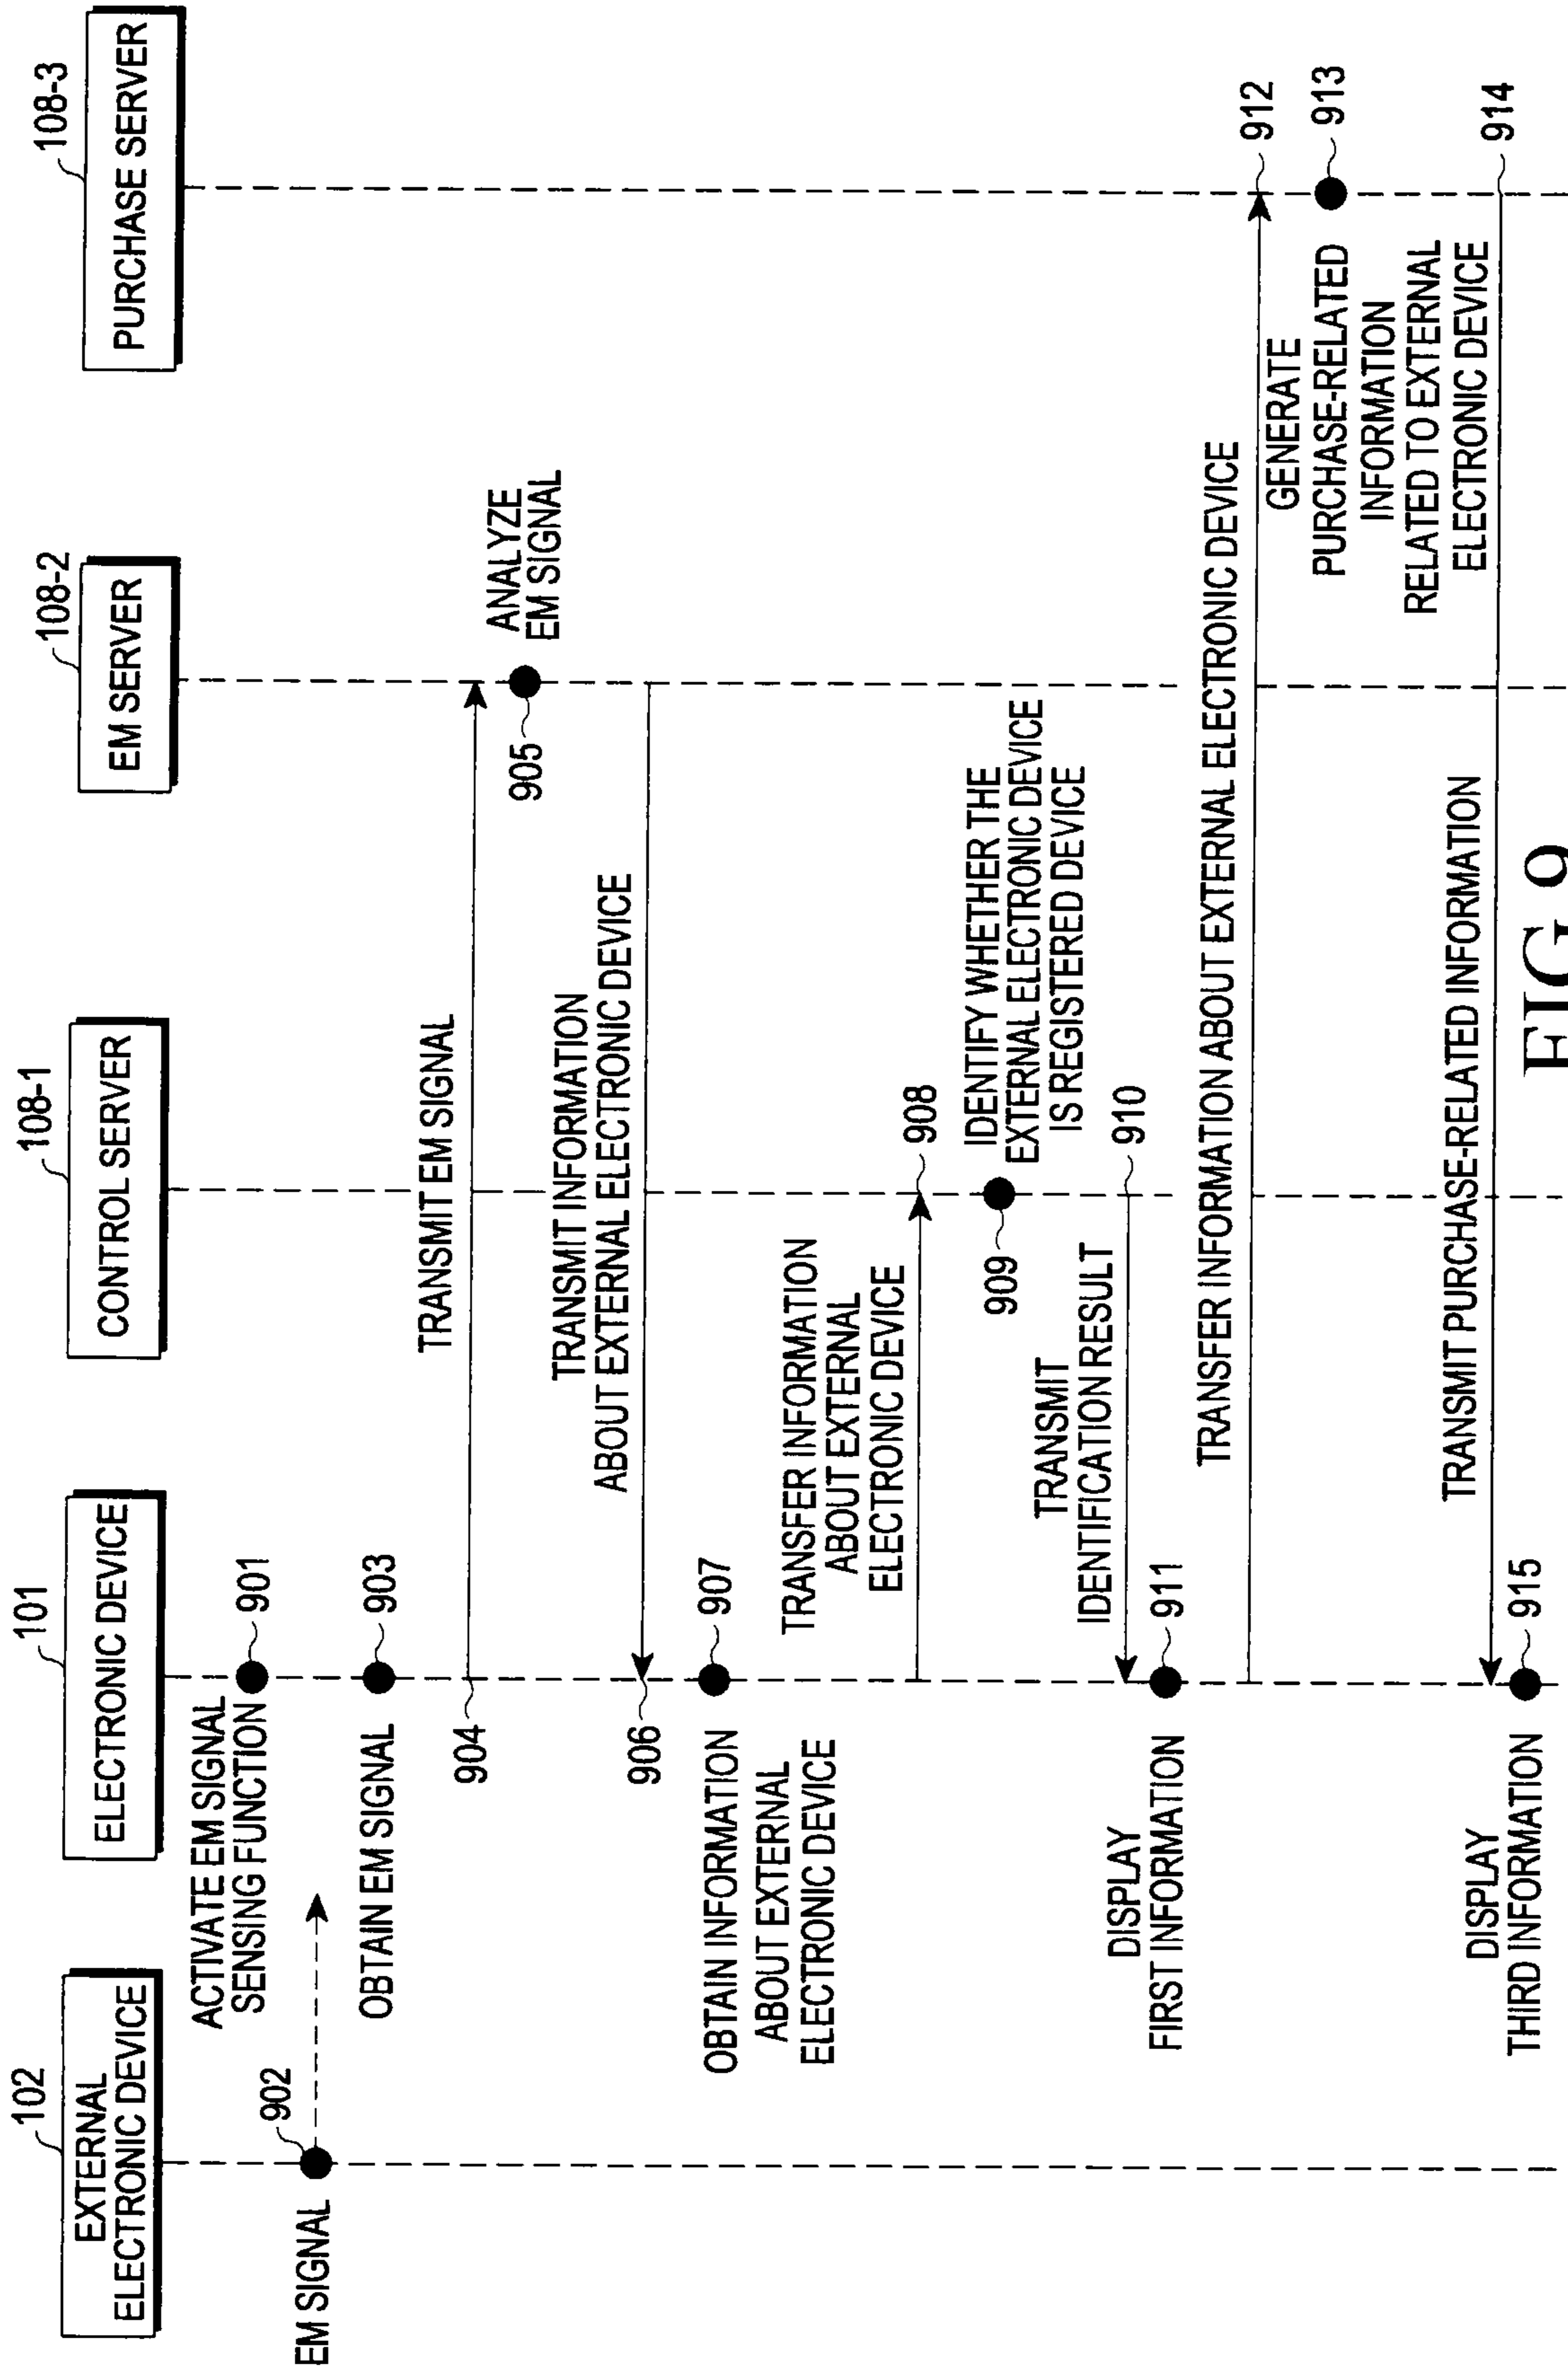 102
EXTERNAL
ELECTRONIC DEVICE
101
ELECTRONIC DEVICE
108-1
CONTROL SERVER
108-2
EM SERVER
108-3
PURCHASE SERVER
ACTIVATE EM SIGNAL
SENSING FUNCTION
901
902
EM SIGNAL
OBTAIN EM SIGNAL
903
TRANSMIT EM SIGNAL
904
ANALYZE
EM SIGNAL
905
TRANSMIT INFORMATION
ABOUT EXTERNAL ELECTRONIC DEVICE
906
OBTAIN INFORMATION
ABOUT EXTERNAL
ELECTRONIC DEVICE
907
TRANSFER INFORMATION
ABOUT EXTERNAL
ELECTRONIC DEVICE
908
IDENTIFY WHETHER THE
EXTERNAL ELECTRONIC DEVICE
IS REGISTERED DEVICE
909
TRANSMIT
IDENTIFICATION RESULT
910
DISPLAY
FIRST INFORMATION
911
TRANSFER INFORMATION ABOUT EXTERNAL ELECTRONIC DEVICE
912
GENERATE
PURCHASE-RELATED
INFORMATION
RELATED TO EXTERNAL
ELECTRONIC DEVICE
913
TRANSMIT PURCHASE-RELATED INFORMATION
914
DISPLAY
THIRD INFORMATION
915
FIG.9